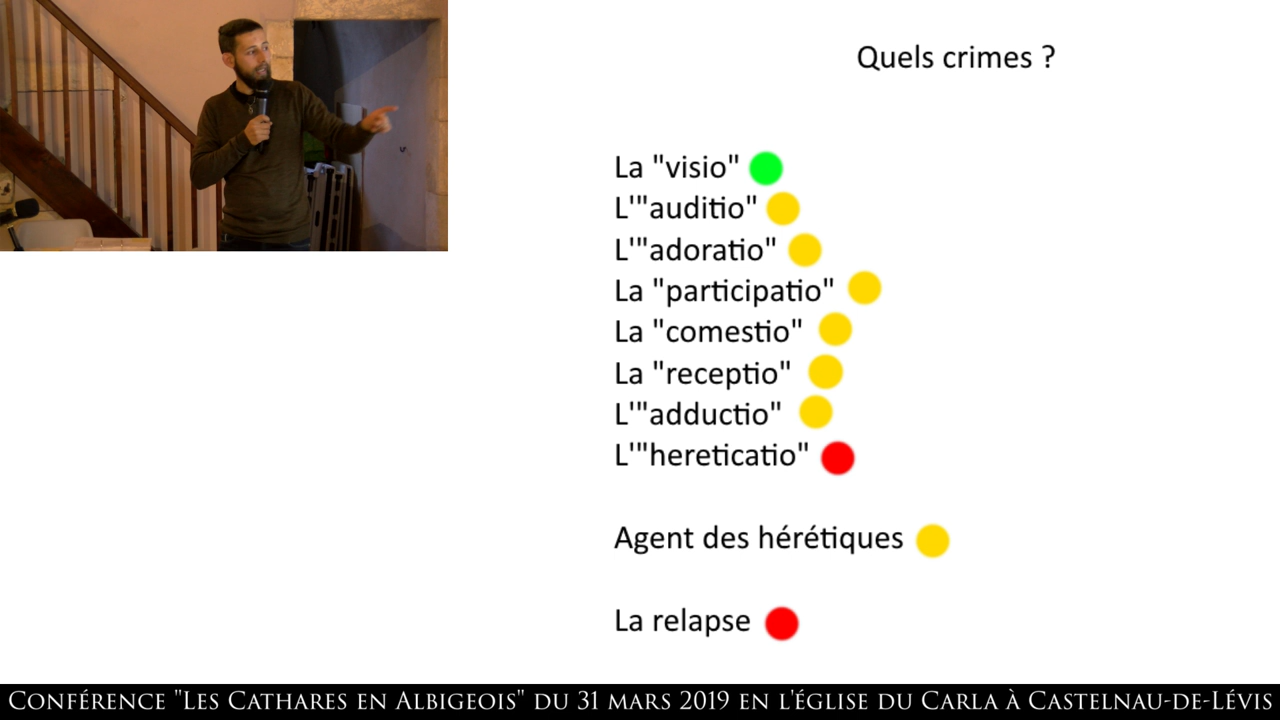 Quels crimes ?
La "visio"
L'"auditio"
L'"adoratio"
La "participatio"
La "comestio"
La "receptio"
L'"adductio"
L'"hereticatio"
Agent des hérétiques
La relapse
Conférence "Les Cathares en Albigeois" du 31 mars 2019 en l'église du Carla à Castelnau-de-Lévis